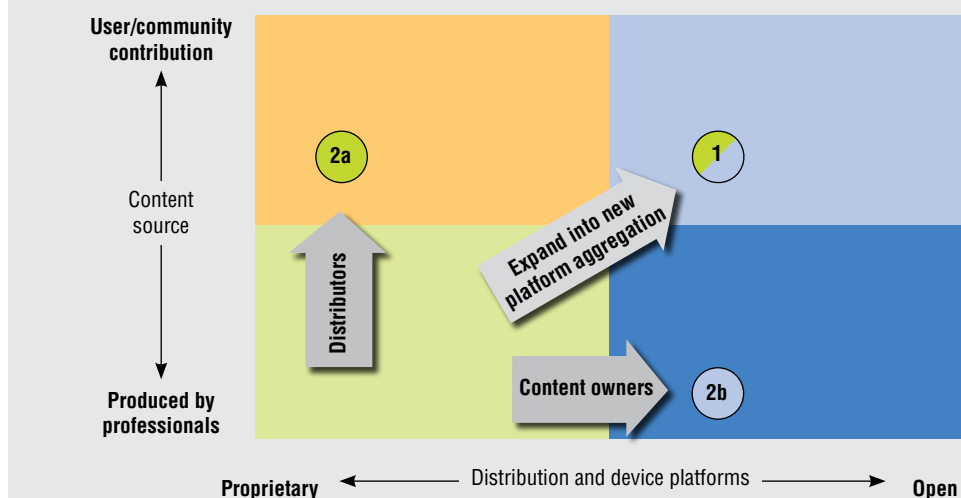 User/community
contribution
2a
1
Content
source
Expand into new
platform aggregation
Distributors
Produced by
professionals
Content owners
2b
Proprietary
Distribution and device platforms
Open